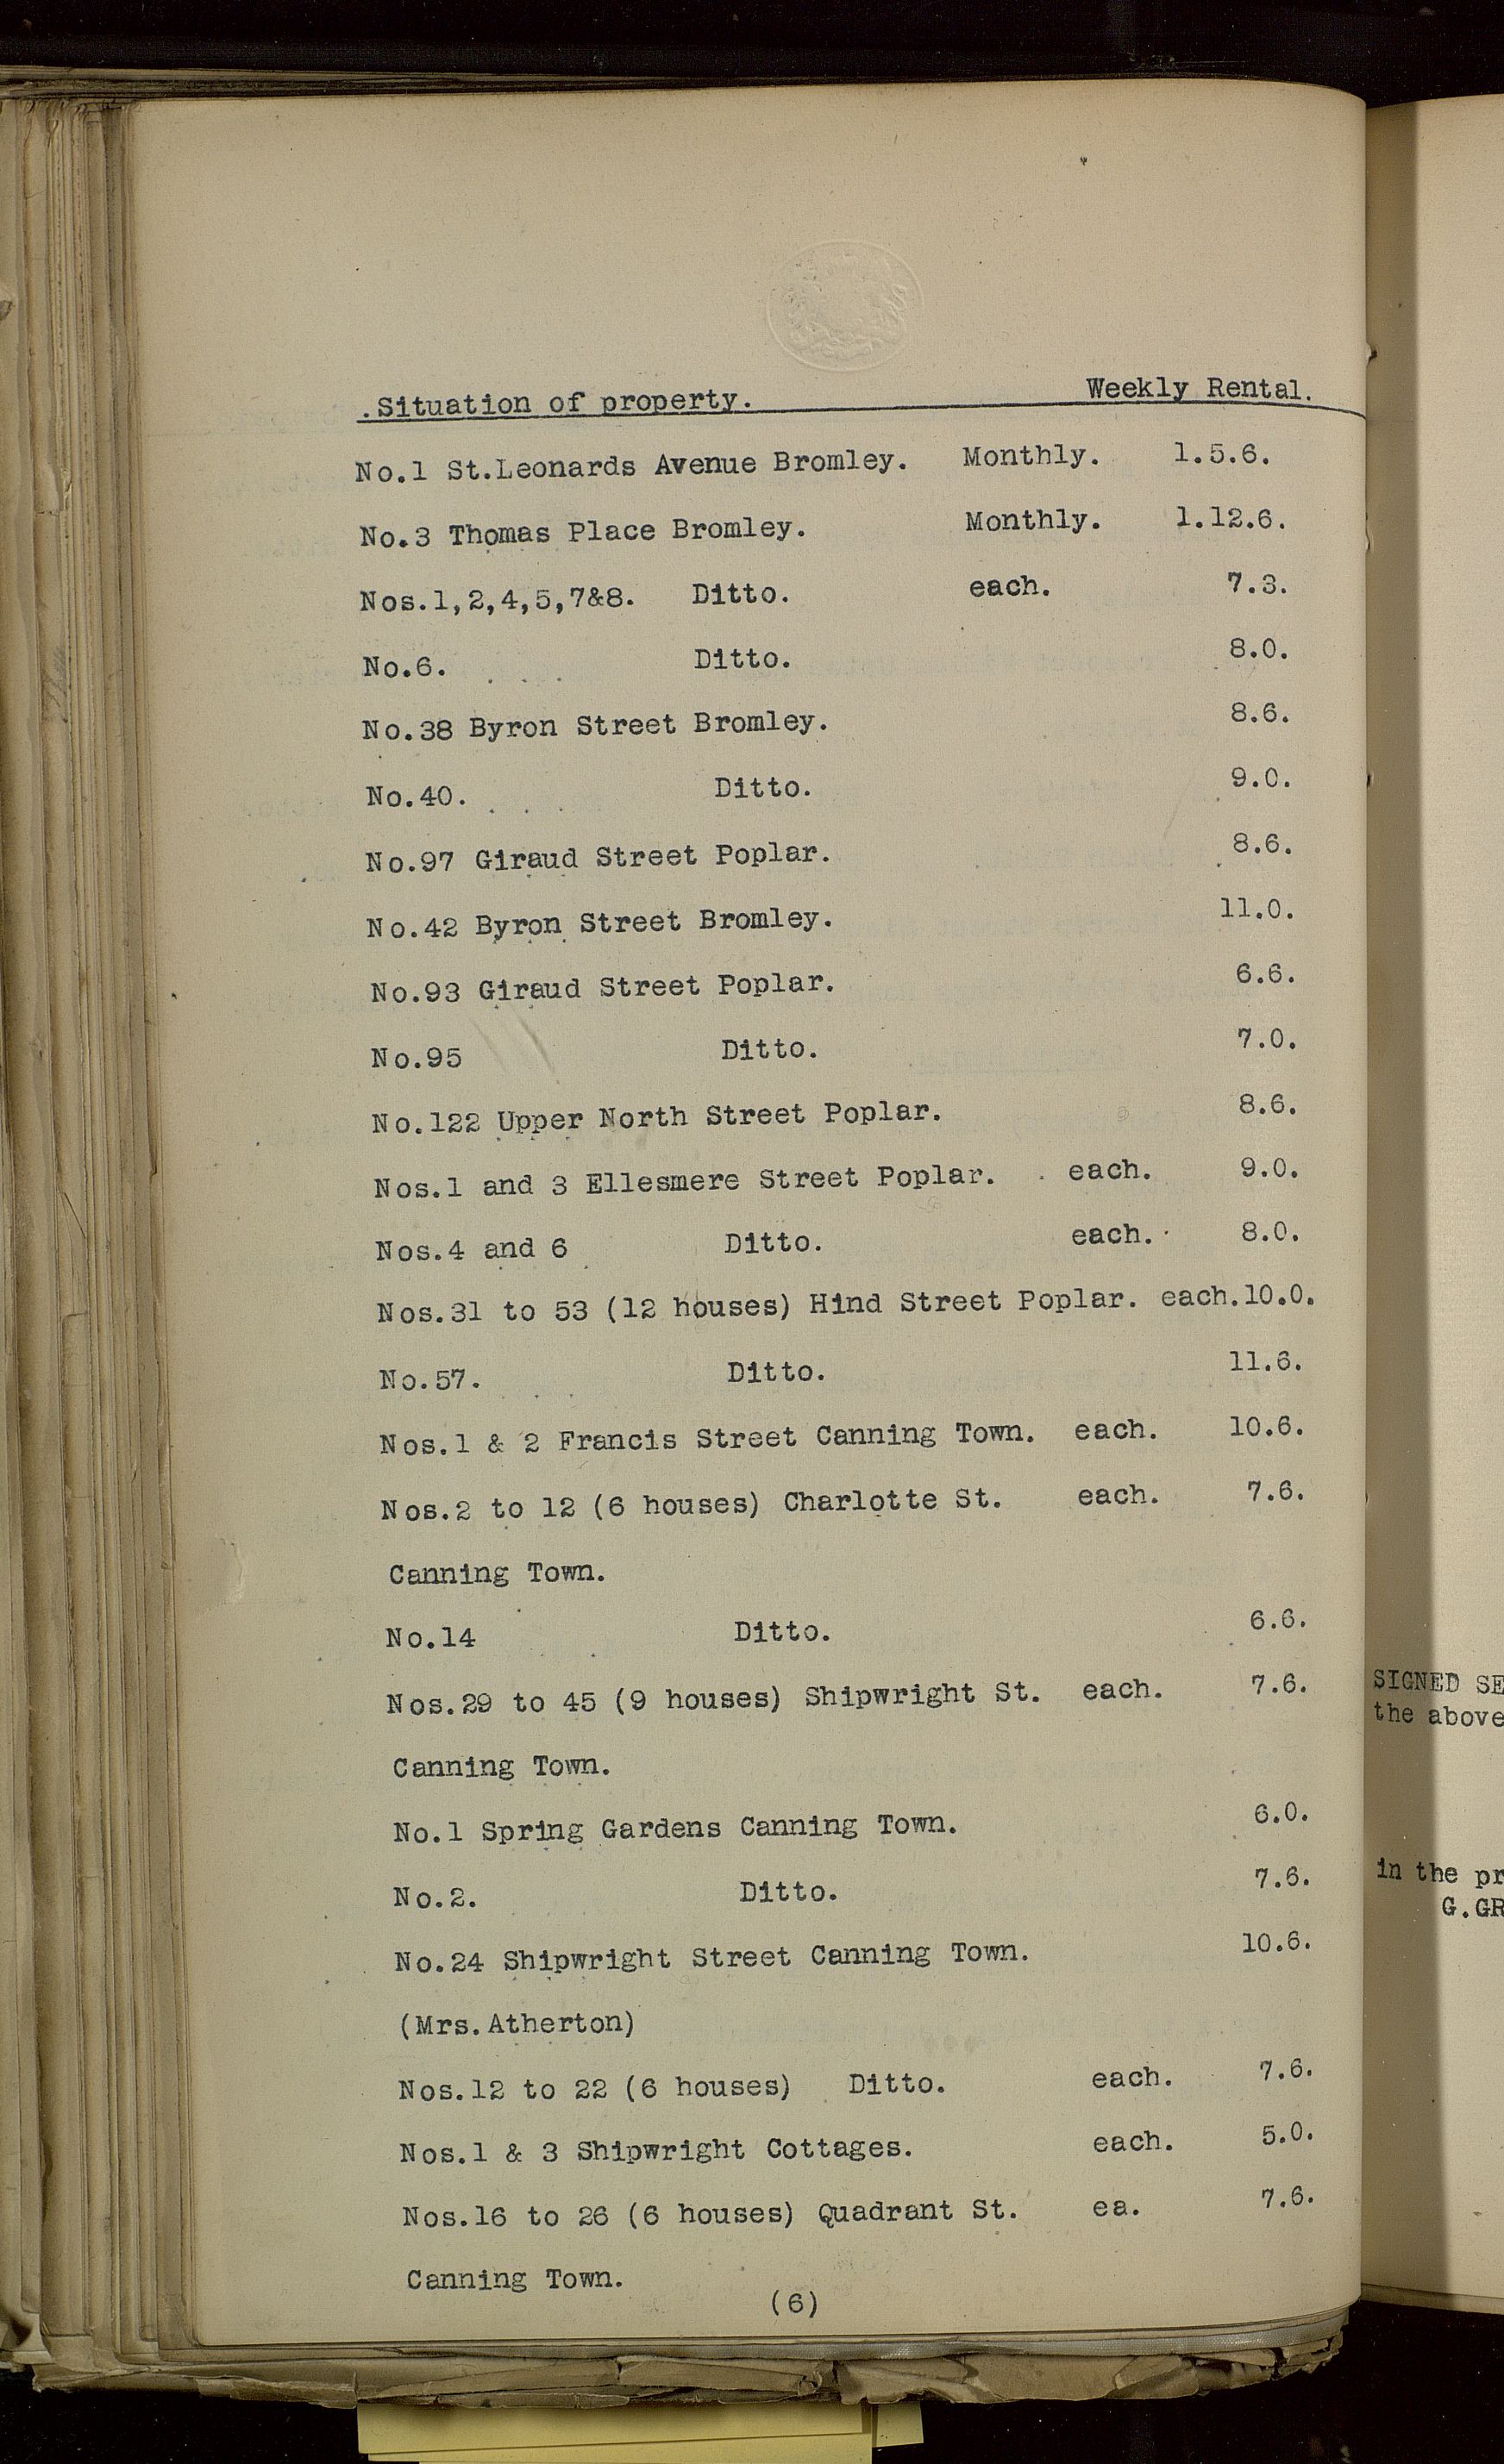 .Situation of property. Weekly Rental.
No.1 St.Leonards Avenue Bromley. Monthly. 1.5.6.
No.3 Thomas Place Bromley. Monthly. 1.12.6.
Nos.1,2,4,5,7&8. Ditto. each. 7.3.
No.6. Ditto. 8.0.
No.38 Byron Street Bromley. 8.6.
No.40. Ditto. 9.0.
No.97 Giraud Street Poplar. 8.6.
No.42 Byron Street Bromley. 11.0.
No.93 Giraud Street Poplar. 6.6.
No.95 Ditto. 7.0.
No.122 Upper North Street Poplar. 8.6.
Nos.1 and 3 Ellesmere Street Poplar. each. 9.0.
Nos.4 and 6 Ditto. each. 8.0.
Nos.31 to 53 (12 houses) Hind Street Poplar. each.10.0.
No.57. Ditto. 11.6.
Nos.1 & 2 Francis Street Canning Town. each. 10.6.
Nos.2 to 12 (6 houses) Charlotte St. each. 7.6.
Canning Town.
No.14 Ditto. 6.6.
Nos.29 to 45 (9 houses) Shipwright St. each. 7.6.
Canning Town.
No.1 Spring Gardens Canning Town. 6.0.
No.2. Ditto. 7.6.
No.24 Shipwright Street Canning Town. 10.6.
(Mrs.Atherton)
Nos.12 to 22 (6 houses) Ditto. each. 7.6.
Nos.1 & 3 Shipwright Cottages. each. 5.0.
Nos.16 to 26 (6 houses) Quadrant St. ea. 7.6.
Canning Town.
(6)
SIGNED SE
the above
in the pr
G.GR